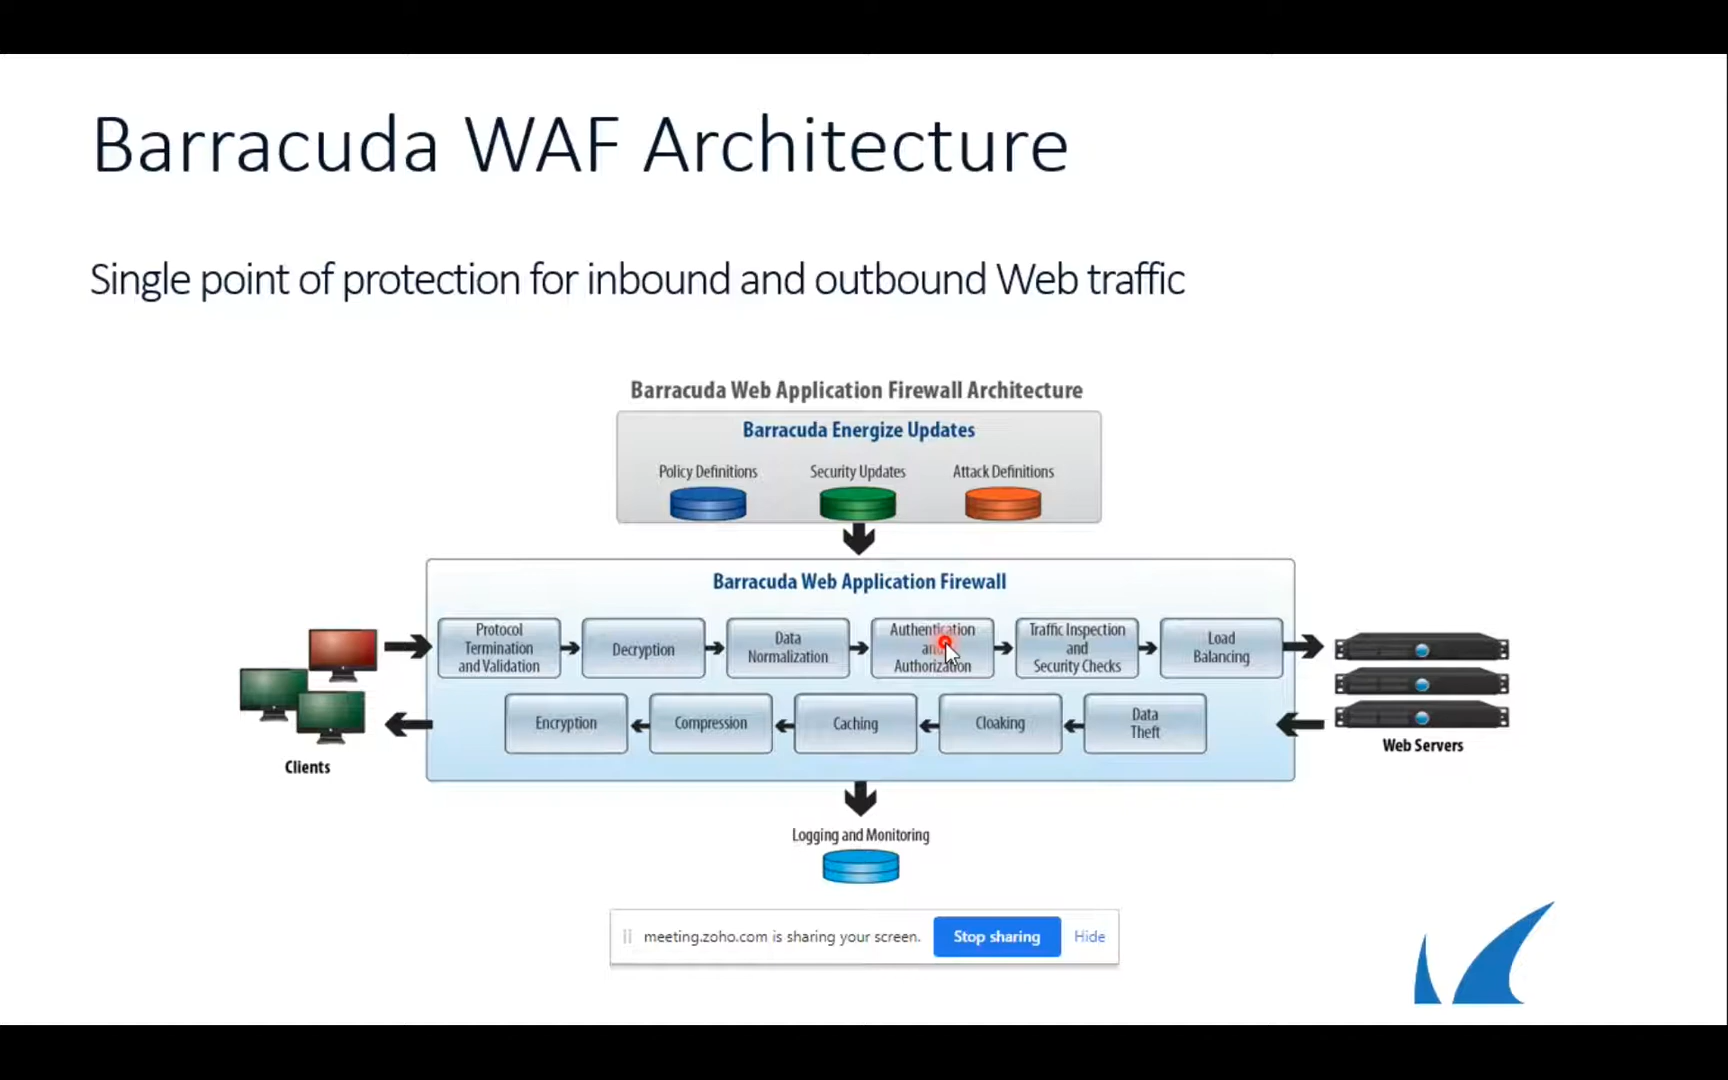 Barracuda WAF Architecture
Single point of protection for inbound and outbound Web traffic
Barracuda Web Application Firewall Architecture
Barracuda Energize Updates
Policy Definitions
Security Updates
Attack Definitions
Barracuda Web Application Firewall
Protocol
Termination
and Validation
Decryption
Data
Normalization
Authentication
and
Authorization
Traffic Inspection
and
Security Checks
Load
Balancing
Encryption
Compression
Caching
Cloaking
Data
Theft
Clients
Web Servers
Logging and Monitoring
meeting.zoho.com is sharing your screen.
Stop sharing
Hide